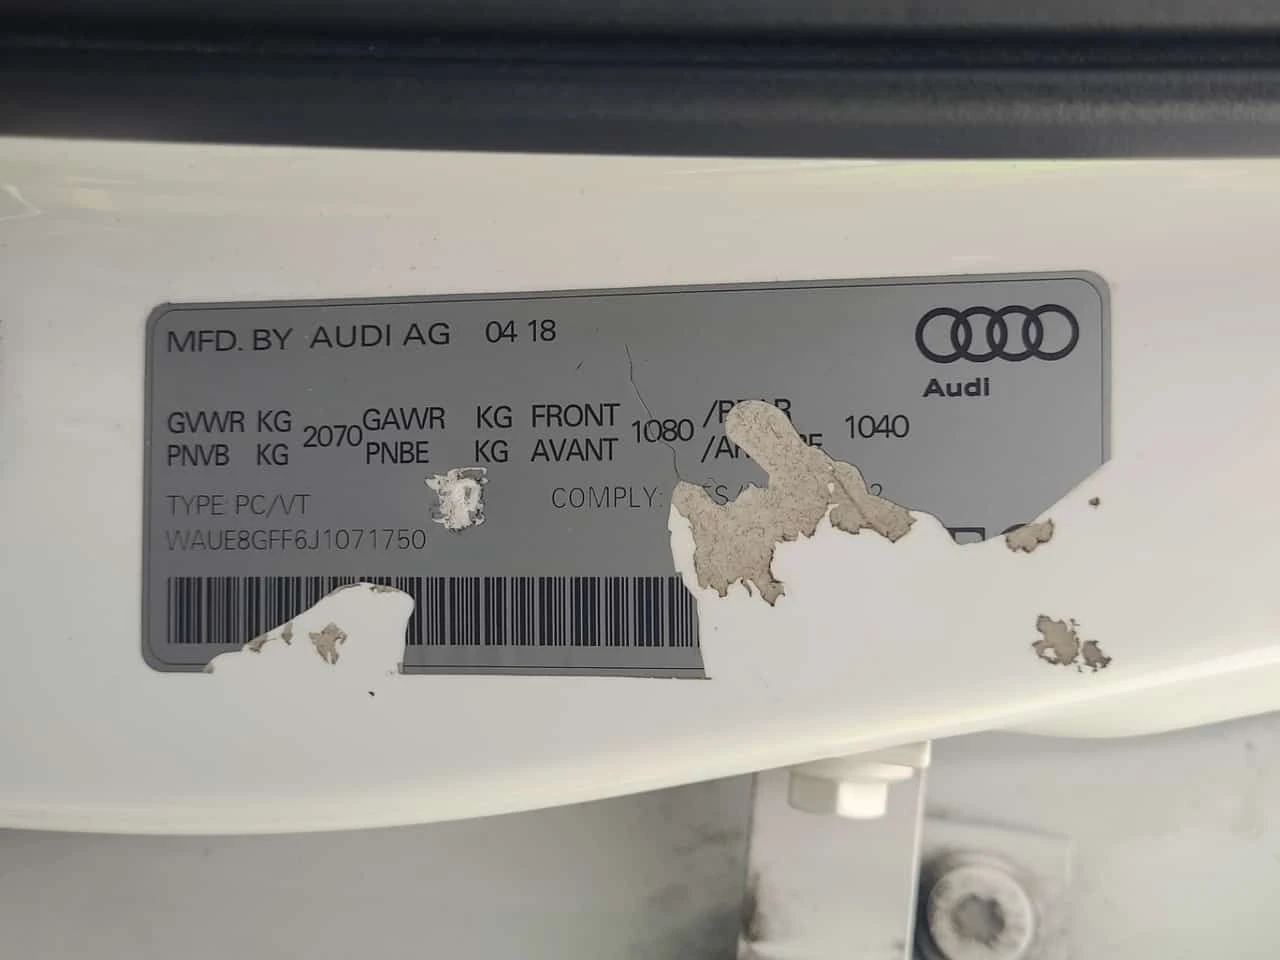 MFD. BY AUDI AG 04 18
Audi
GVWR KG 2070 GAWR KG FRONT 1080 /REAR 1040
PNVB KG PNBE KG AVANT
TYPE: PC/VT COMPLY:
WAUE8GFF6J1071750